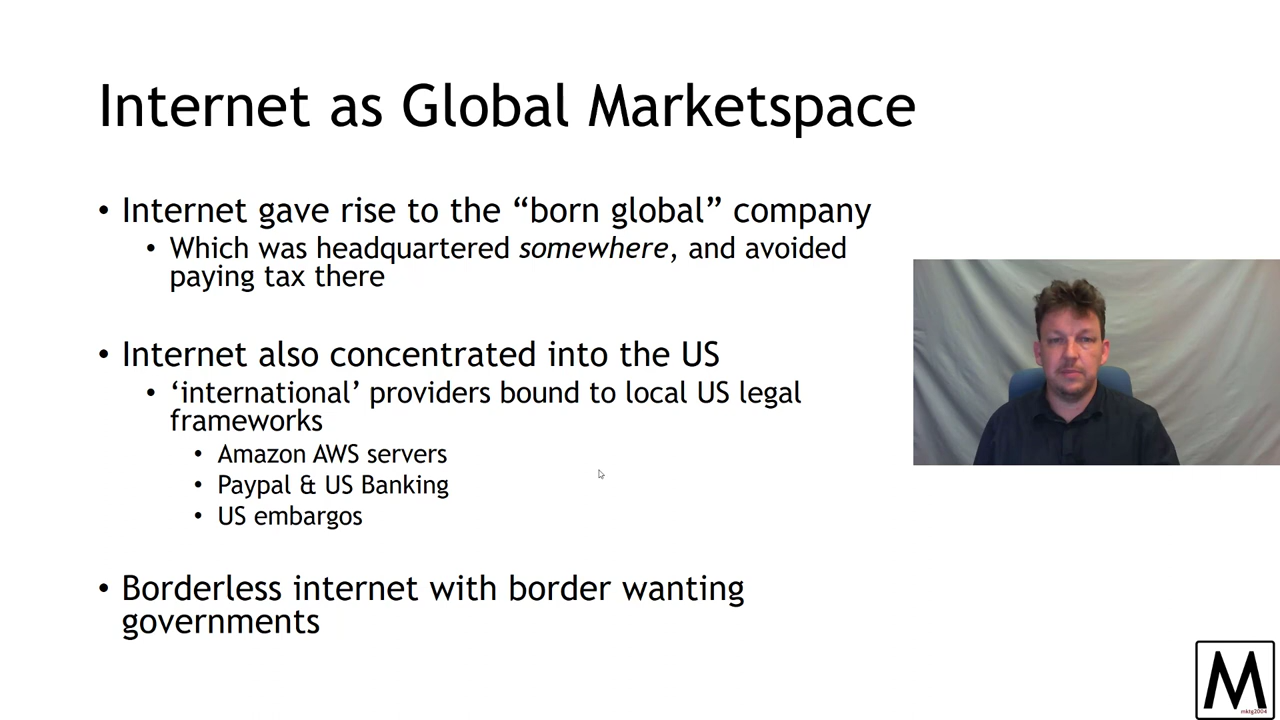 Internet as Global Marketspace
• Internet gave rise to the “born global” company
• Which was headquartered somewhere, and avoided
paying tax there
• Internet also concentrated into the US
• ‘international’ providers bound to local US legal
frameworks
• Amazon AWS servers
• Paypal & US Banking
• US embargos
• Borderless internet with border wanting
governments
M
mktg2004